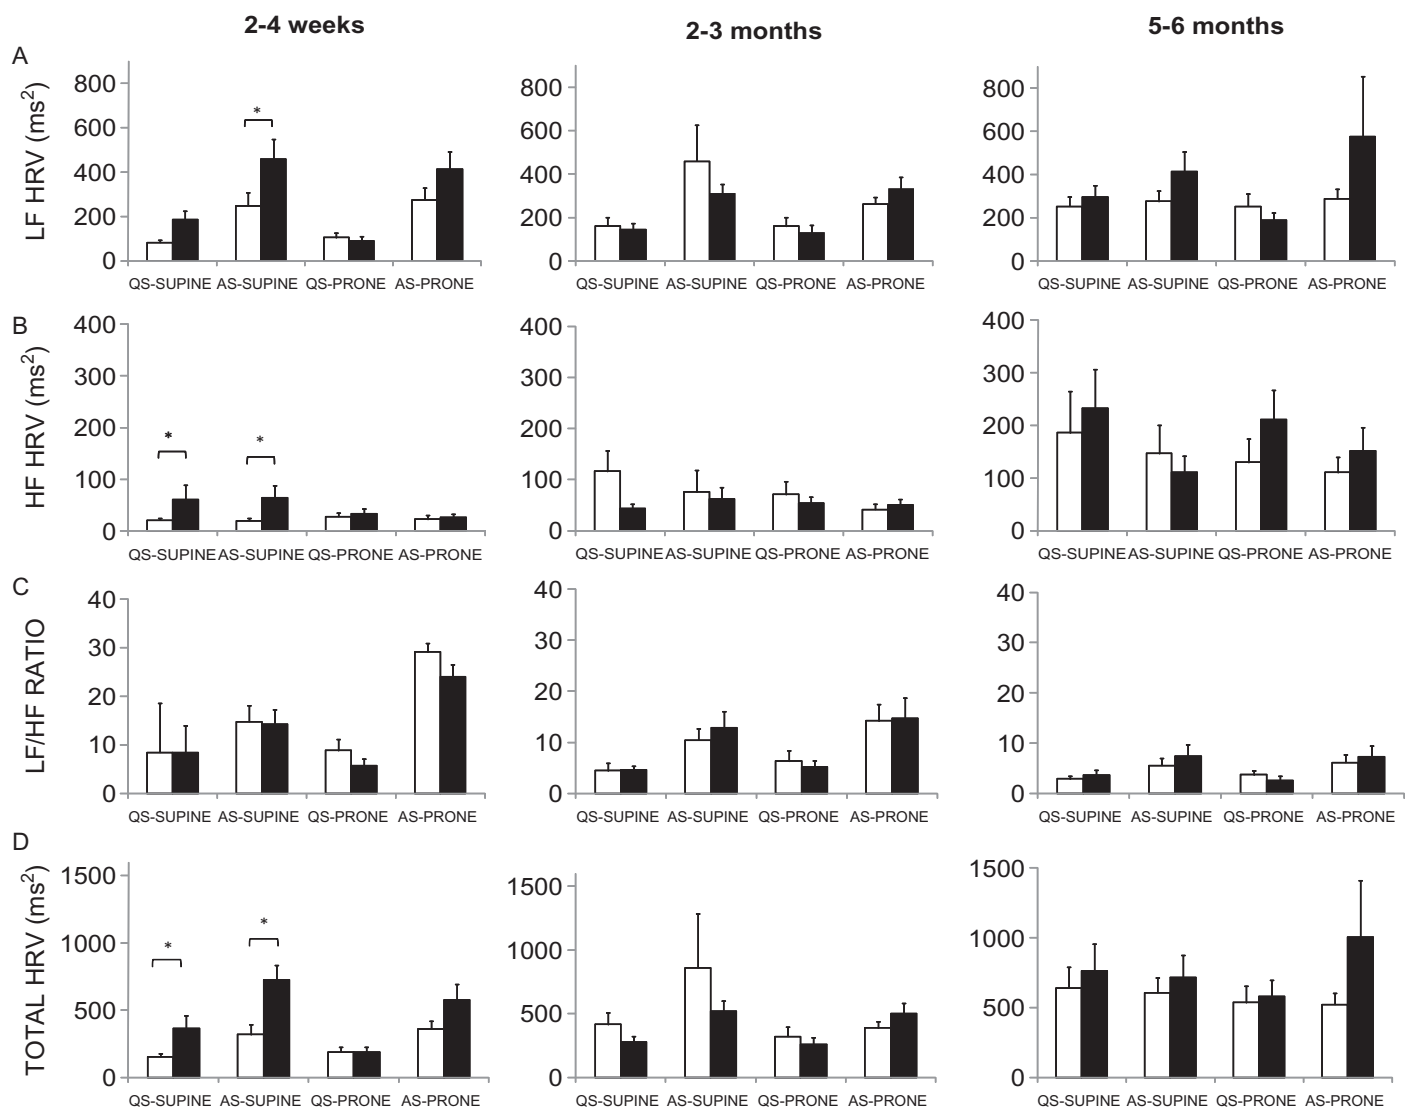 2-4 weeks
2-3 months
5-6 months
A
LF HRV (ms²)
800
600
400
200
0
*
QS-SUPINE AS-SUPINE QS-PRONE AS-PRONE
800
600
400
200
0
QS-SUPINE AS-SUPINE QS-PRONE AS-PRONE
800
600
400
200
0
QS-SUPINE AS-SUPINE QS-PRONE AS-PRONE
B
HF HRV (ms²)
400
300
200
100
0
* *
QS-SUPINE AS-SUPINE QS-PRONE AS-PRONE
400
300
200
100
0
QS-SUPINE AS-SUPINE QS-PRONE AS-PRONE
400
300
200
100
0
QS-SUPINE AS-SUPINE QS-PRONE AS-PRONE
C
LF/HF RATIO
40
30
20
10
0
QS-SUPINE AS-SUPINE QS-PRONE AS-PRONE
40
30
20
10
0
QS-SUPINE AS-SUPINE QS-PRONE AS-PRONE
40
30
20
10
0
QS-SUPINE AS-SUPINE QS-PRONE AS-PRONE
D
TOTAL HRV (ms²)
1500
1000
500
0
* *
QS-SUPINE AS-SUPINE QS-PRONE AS-PRONE
1500
1000
500
0
QS-SUPINE AS-SUPINE QS-PRONE AS-PRONE
1500
1000
500
0
QS-SUPINE AS-SUPINE QS-PRONE AS-PRONE